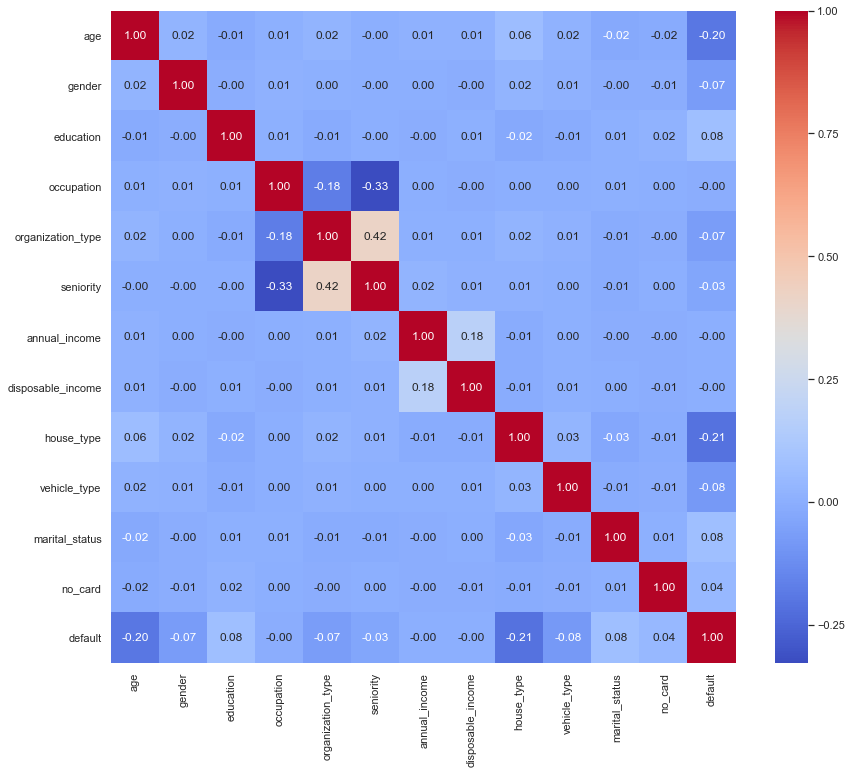 1.00
age 1.00 0.02 -0.01 0.01 0.02 -0.00 0.01 0.01 0.06 0.02 -0.02 -0.02 -0.20
gender 0.02 1.00 -0.00 0.01 0.00 -0.00 0.00 -0.00 0.02 0.01 -0.00 -0.01 -0.07
education -0.01 -0.00 1.00 0.01 -0.01 -0.00 -0.00 0.01 -0.02 -0.01 0.01 0.02 0.08
0.75
occupation 0.01 0.01 0.01 1.00 -0.18 -0.33 0.00 -0.00 0.00 0.00 0.01 0.00 -0.00
organization_type 0.02 0.00 -0.01 -0.18 1.00 0.42 0.01 0.01 0.02 0.01 -0.01 -0.00 -0.07
0.50
seniority -0.00 -0.00 -0.00 -0.33 0.42 1.00 0.02 0.01 0.01 0.00 -0.01 0.00 -0.03
annual_income 0.01 0.00 -0.00 0.00 0.01 0.02 1.00 0.18 -0.01 0.00 -0.00 -0.00 -0.00
0.25
disposable_income 0.01 -0.00 0.01 -0.00 0.01 0.01 0.18 1.00 -0.01 0.01 0.00 -0.01 -0.00
house_type 0.06 0.02 -0.02 0.00 0.02 0.01 -0.01 -0.01 1.00 0.03 -0.03 -0.01 -0.21
vehicle_type 0.02 0.01 -0.01 0.00 0.01 0.00 0.00 0.01 0.03 1.00 -0.01 -0.01 -0.08
0.00
marital_status -0.02 -0.00 0.01 0.01 -0.01 -0.01 -0.00 0.00 -0.03 -0.01 1.00 0.01 0.08
no_card -0.02 -0.01 0.02 0.00 -0.00 0.00 -0.00 -0.01 -0.01 -0.01 0.01 1.00 0.04
−0.25
default -0.20 -0.07 0.08 -0.00 -0.07 -0.03 -0.00 -0.00 -0.21 -0.08 0.08 0.04 1.00
age
gender
education
occupation
organization_type
seniority
annual_income
disposable_income
house_type
vehicle_type
marital_status
no_card
default